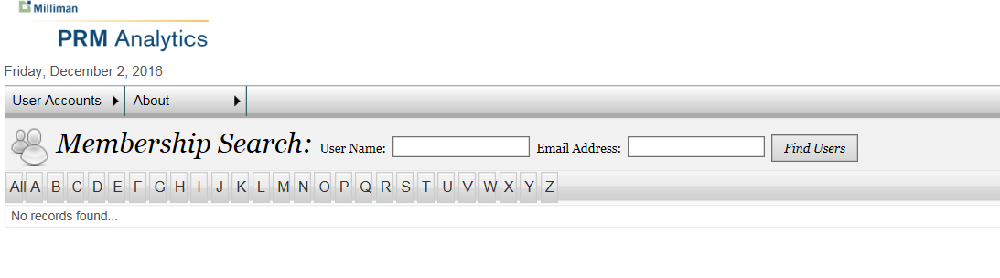 Milliman
PRM Analytics
Friday, December 2, 2016
User Accounts About
Membership Search: User Name: Email Address: Find Users
All A B C D E F G H I J K L M N O P Q R S T U V W X Y Z
No records found...